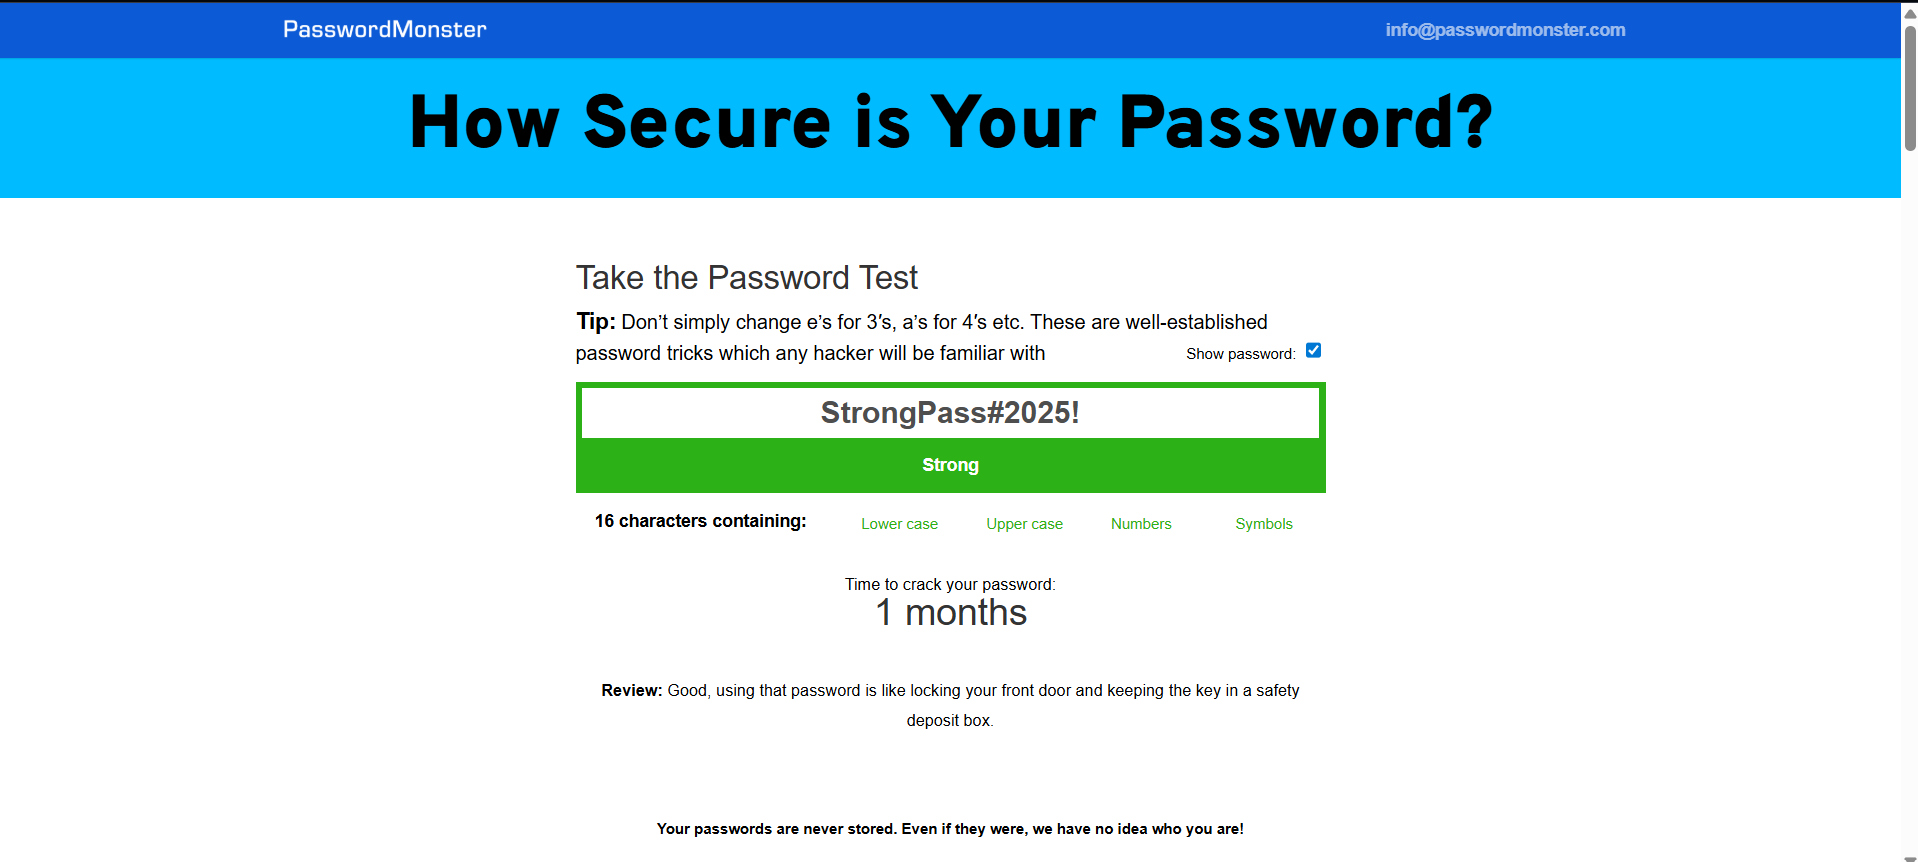 PasswordMonster
info@passwordmonster.com
How Secure is Your Password?
Take the Password Test
Tip: Don’t simply change e’s for 3′s, a’s for 4′s etc. These are well-established
password tricks which any hacker will be familiar with
Show password:
StrongPass#2025!
Strong
16 characters containing:
Lower case
Upper case
Numbers
Symbols
Time to crack your password:
1 months
Review: Good, using that password is like locking your front door and keeping the key in a safety
deposit box.
Your passwords are never stored. Even if they were, we have no idea who you are!